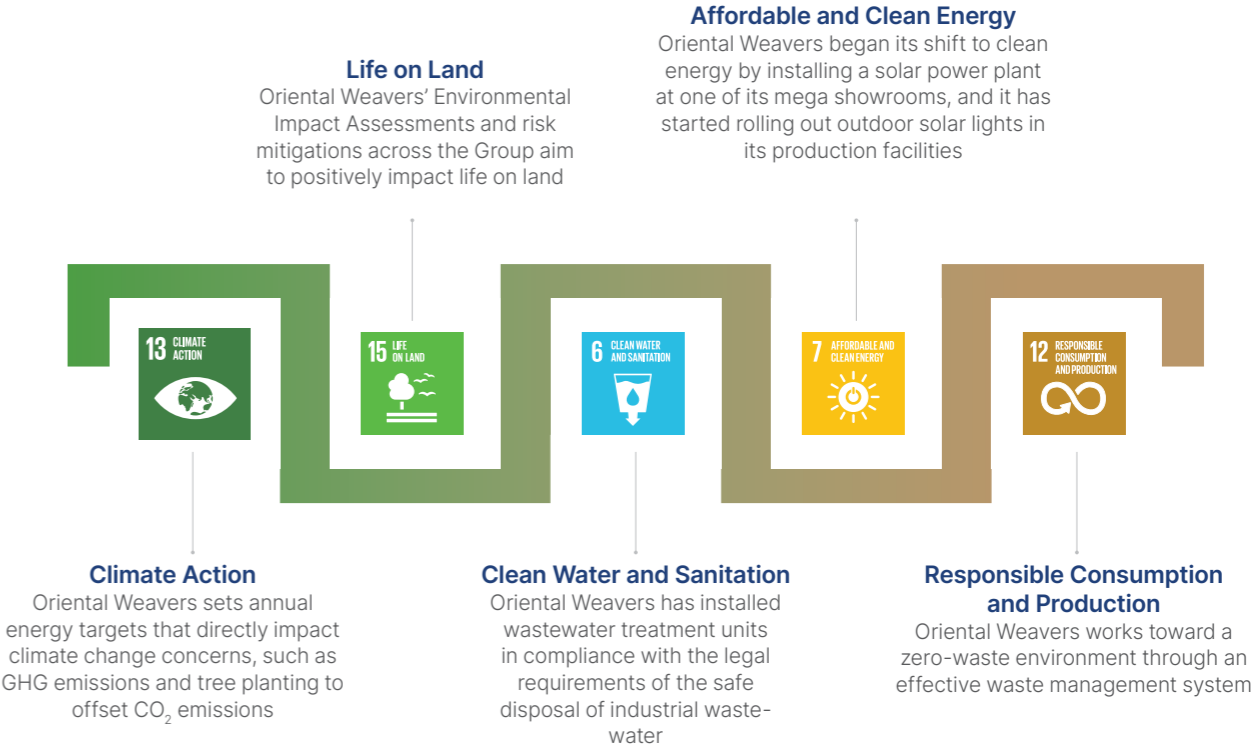 Affordable and Clean Energy
Oriental Weavers began its shift to clean
energy by installing a solar power plant
at one of its mega showrooms, and it has
started rolling out outdoor solar lights in
its production facilities
Life on Land
Oriental Weavers’ Environmental
Impact Assessments and risk
mitigations across the Group aim
to positively impact life on land
13 CLIMATE
ACTION
15 LIFE
ON LAND
6 CLEAN WATER
AND SANITATION
7 AFFORDABLE AND
CLEAN ENERGY
12 RESPONSIBLE
CONSUMPTION
AND PRODUCTION
Climate Action
Oriental Weavers sets annual
energy targets that directly impact
climate change concerns, such as
GHG emissions and tree planting to
offset CO₂ emissions
Clean Water and Sanitation
Oriental Weavers has installed
wastewater treatment units
in compliance with the legal
requirements of the safe
disposal of industrial waste-
water
Responsible Consumption
and Production
Oriental Weavers works toward a
zero-waste environment through an
effective waste management system